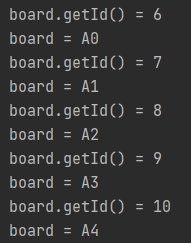 board.getId() = 6
board = A0
board.getId() = 7
board = A1
board.getId() = 8
board = A2
board.getId() = 9
board = A3
board.getId() = 10
board = A4